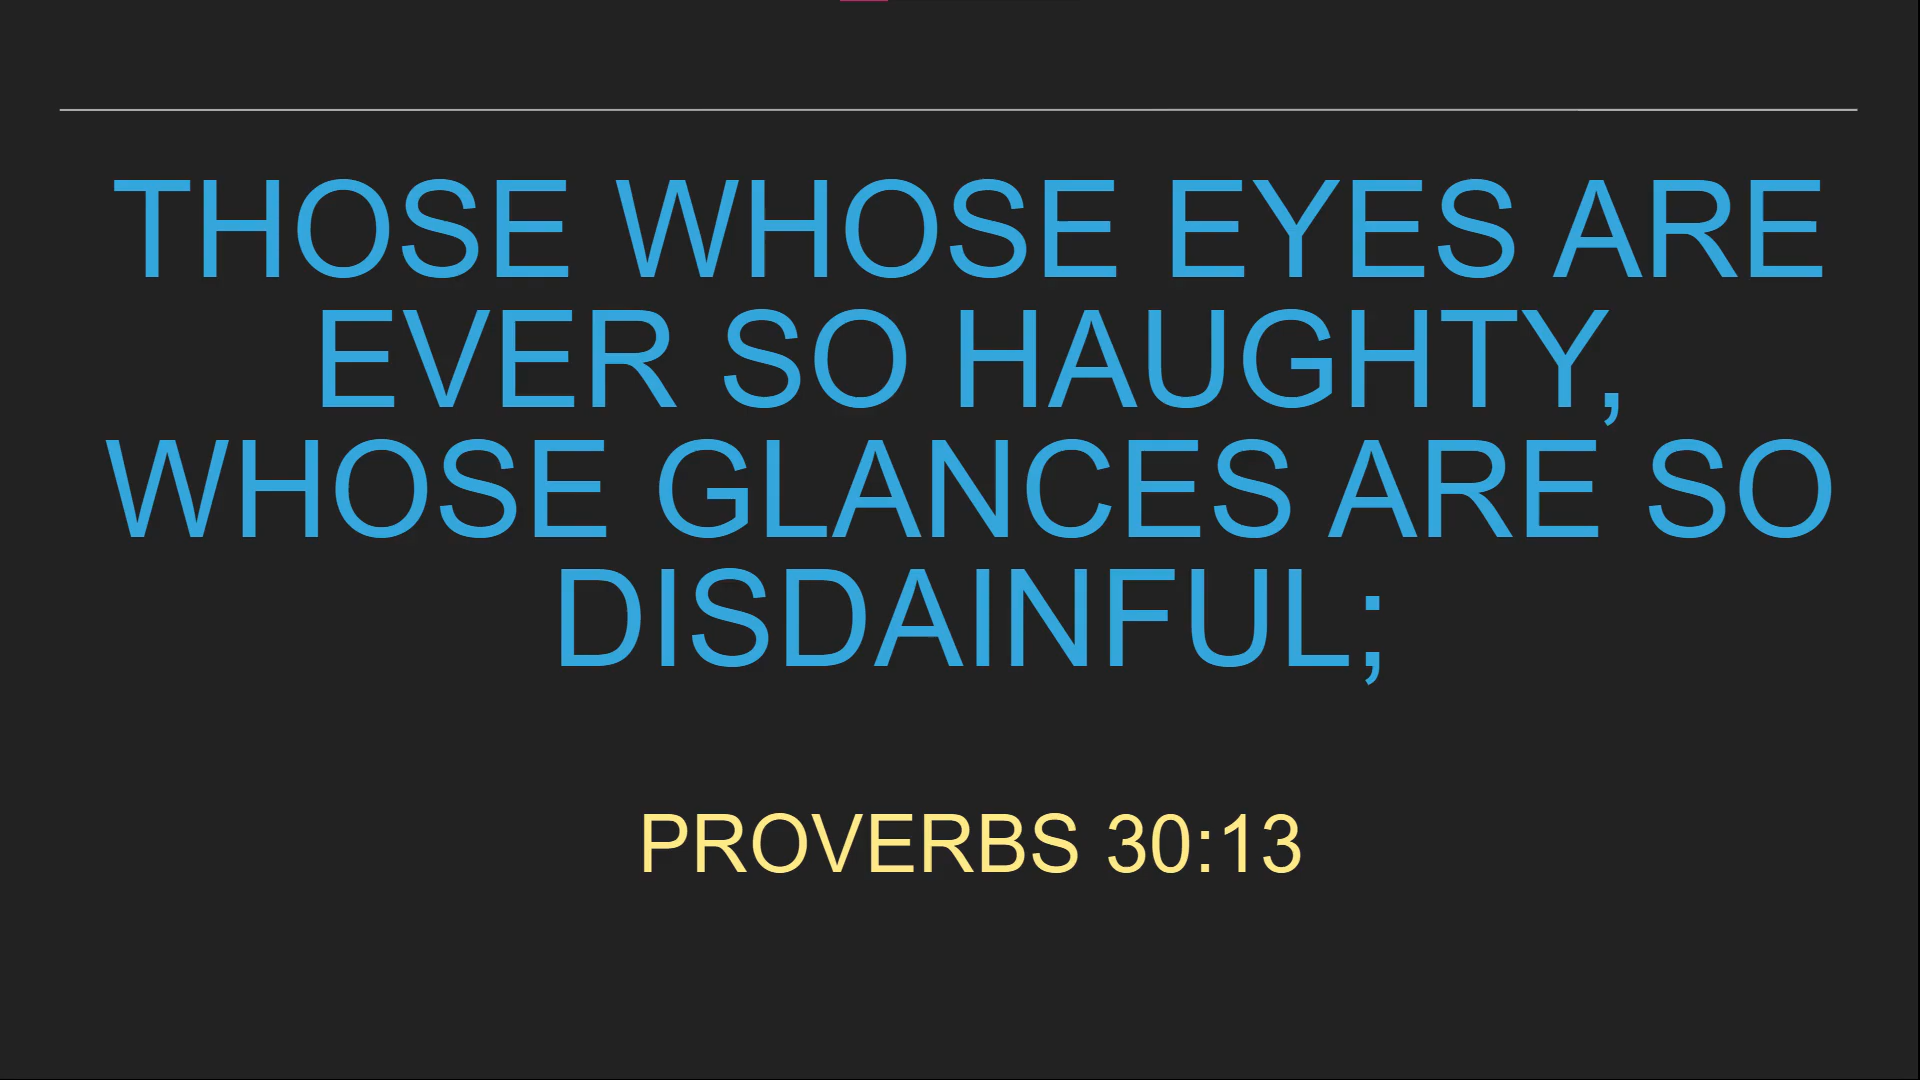 THOSE WHOSE EYES ARE
EVER SO HAUGHTY,
WHOSE GLANCES ARE SO
DISDAINFUL;
PROVERBS 30:13